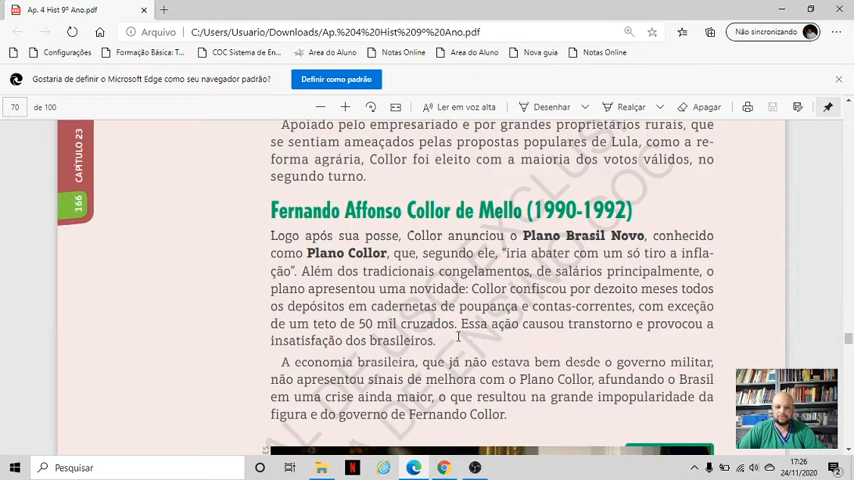 Ap. 4 Hist 9º Ano.pdf
Arquivo
C:/Users/Usuario/Downloads/Ap.%204%20Hist%209º%20Ano.pdf
Não sincronizando
Configurações
Formação Básica: T...
COC Sistema de En...
Area do Aluno
Notas Online
Area do Aluno
Nova guia
Notas Online
Gostaria de definir o Microsoft Edge como seu navegador padrão?
Definir como padrão
70 de 100
Ler em voz alta
Desenhar
Realçar
Apagar
CAPÍTULO 23
166
Apoiado pelo empresariado e por grandes proprietários rurais, que
se sentiam ameaçados pelas propostas populares de Lula, como a re-
forma agrária, Collor foi eleito com a maioria dos votos válidos, no
segundo turno.
Fernando Affonso Collor de Mello (1990-1992)
Logo após sua posse, Collor anunciou o Plano Brasil Novo, conhecido
como Plano Collor, que, segundo ele, “iria abater com um só tiro a infla-
ção”. Além dos tradicionais congelamentos, de salários principalmente, o
plano apresentou uma novidade: Collor confiscou por dezoito meses todos
os depósitos em cadernetas de poupança e contas-correntes, com exceção
de um teto de 50 mil cruzados. Essa ação causou transtorno e provocou a
insatisfação dos brasileiros.
A economia brasileira, que já não estava bem desde o governo militar,
não apresentou sinais de melhora com o Plano Collor, afundando o Brasil
em uma crise ainda maior, o que resultou na grande impopularidade da
figura e do governo de Fernando Collor.
DE USO EXCLUS
DE ENSINO COC
Pesquisar
17:26
24/11/2020
2